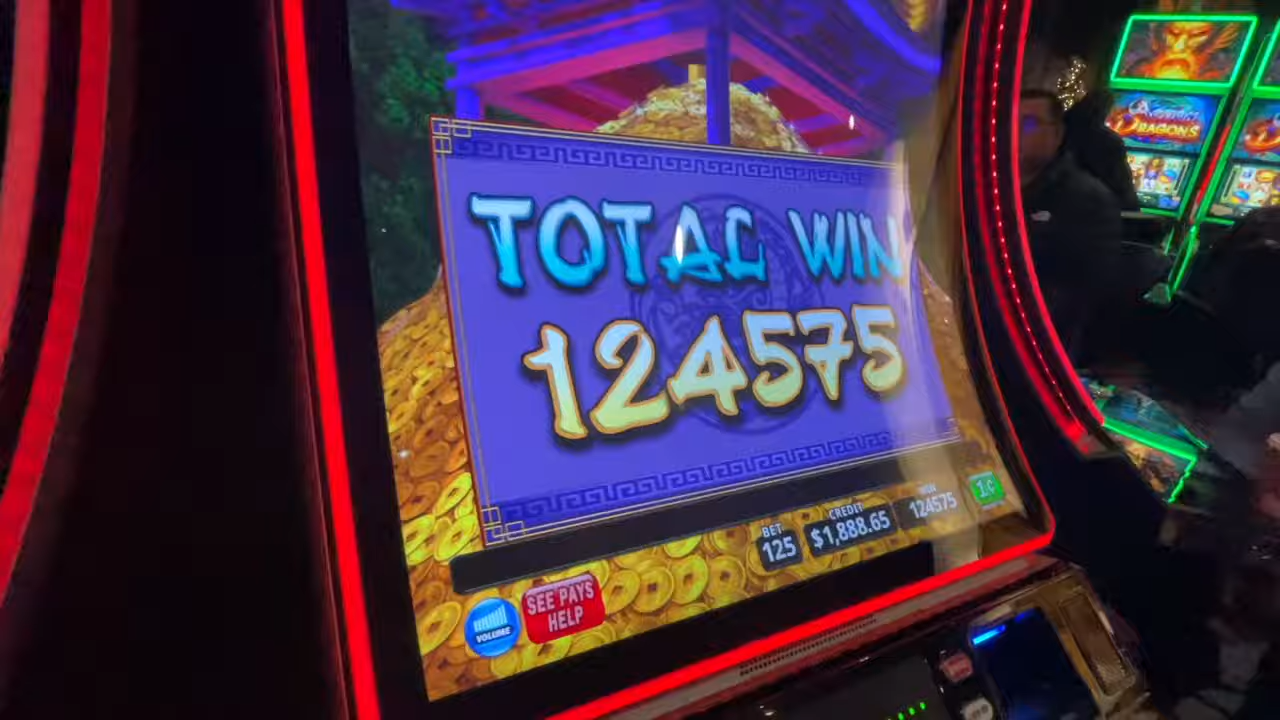 TOTAL WIN
124575
BET
125
CREDIT
$1,888.65
WIN
124575
1¢
VOLUME
SEE PAYS
HELP
DRAGONS